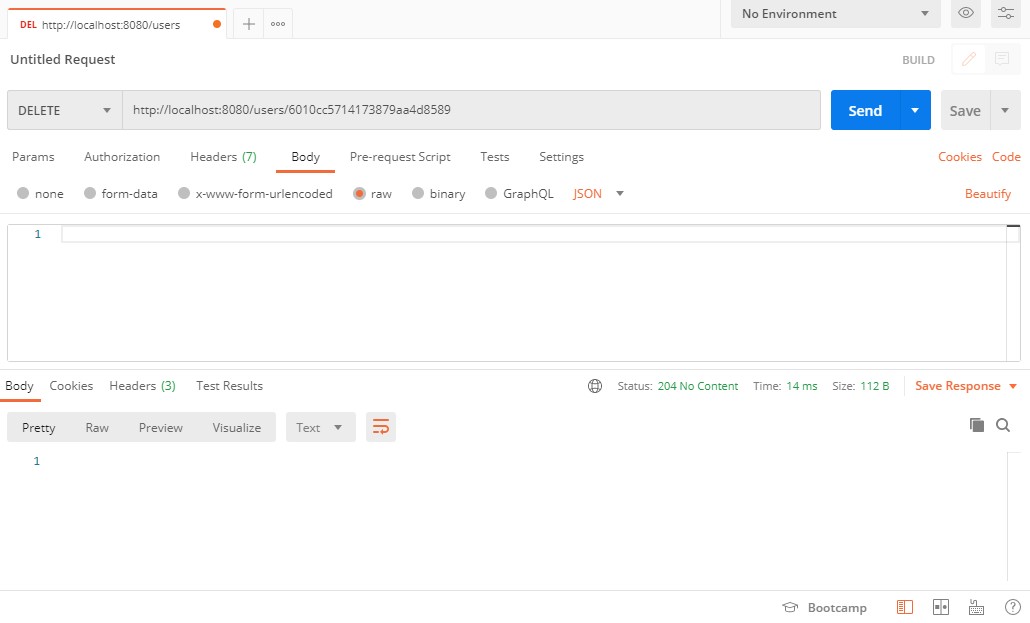 DEL http://localhost:8080/users
No Environment
Untitled Request
BUILD
DELETE http://localhost:8080/users/6010cc5714173879aa4d8589 Send Save
Params Authorization Headers (7) Body Pre-request Script Tests Settings Cookies Code
none form-data x-www-form-urlencoded raw binary GraphQL JSON Beautify
1
Body Cookies Headers (3) Test Results Status: 204 No Content Time: 14 ms Size: 112 B Save Response
Pretty Raw Preview Visualize Text
1
Bootcamp